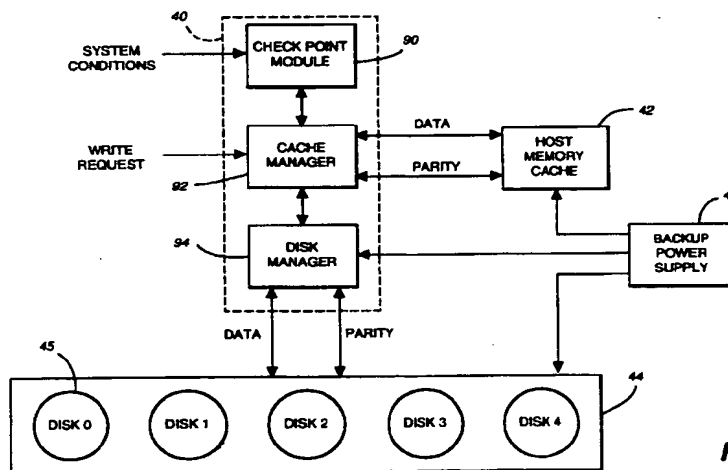 40
SYSTEM
CONDITIONS
CHECK POINT
MODULE
90
DATA
42
WRITE
REQUEST
CACHE
MANAGER
HOST
MEMORY
CACHE
PARITY
92
94
DISK
MANAGER
BACKUP
POWER
SUPPLY
DATA
PARITY
45
44
DISK 0
DISK 1
DISK 2
DISK 3
DISK 4